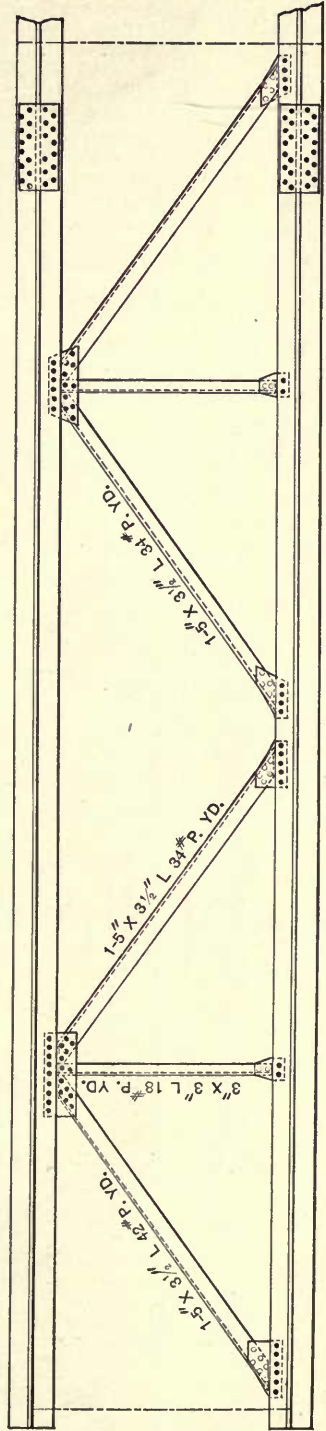 1-5" X 3½" L 42# P. YD.
3" X 3" L 18# P. YD.
1-5" X 3½" L 34# P. YD.
1-5" X 3½" L 34# P. YD.